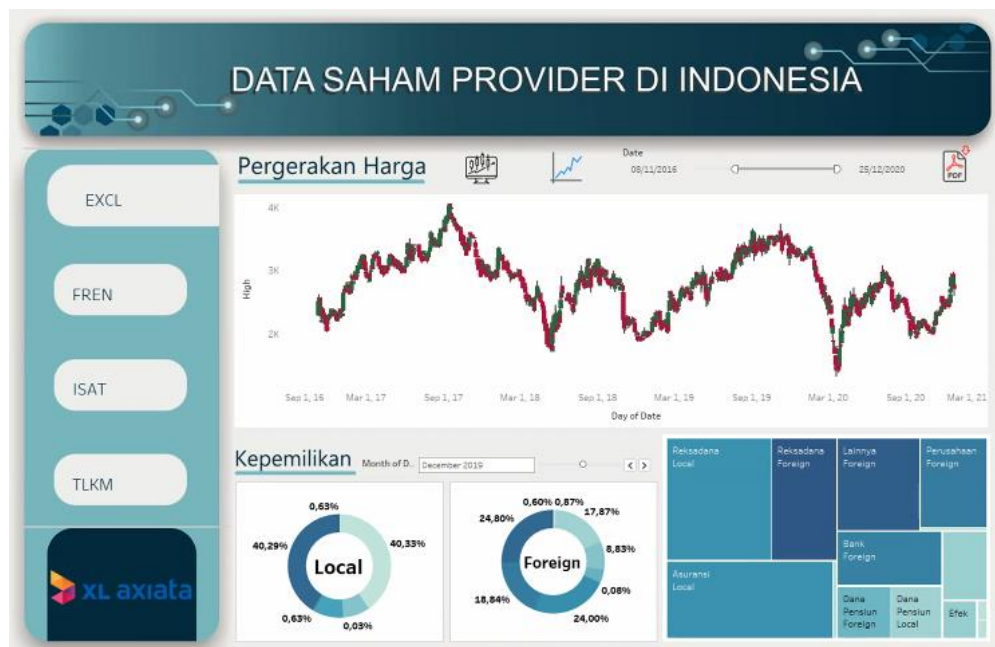 DATA SAHAM PROVIDER DI INDONESIA
EXCL
FREN
ISAT
TLKM
XL axiata
Pergerakan Harga
Date
08/11/2016
25/12/2020
PDF
4K
3K
2K
High
Sep 1, 16
Mar 1, 17
Sep 1, 17
Mar 1, 18
Sep 1, 18
Mar 1, 19
Sep 1, 19
Mar 1, 20
Sep 1, 20
Mar 1, 21
Day of Date
Kepemilikan
Month of D..
December 2019
0,63%
40,29%
40,33%
Local
0,63%
0,03%
0,60%
0,87%
24,80%
17,87%
8,83%
Foreign
0,08%
18,84%
24,00%
Reksadana
Local
Reksadana
Foreign
Lainnya
Foreign
Perusahaan
Foreign
Asuransi
Local
Bank
Foreign
Dana
Pensiun
Foreign
Dana
Pensiun
Local
Efek